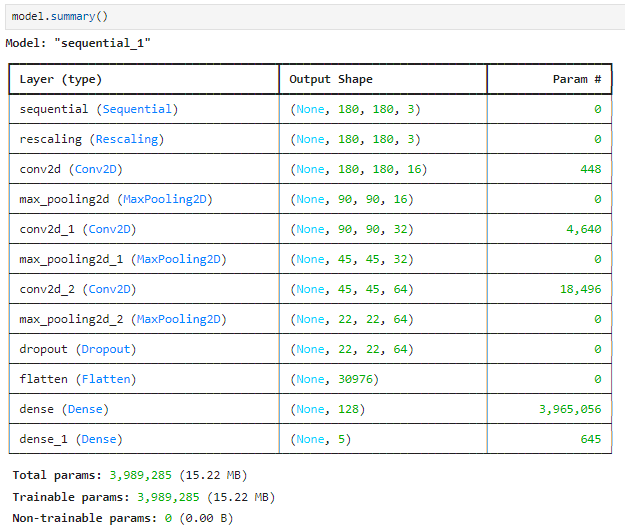 model.summary()
Model: "sequential_1"
Layer (type) Output Shape Param #
sequential (Sequential) (None, 180, 180, 3) 0
rescaling (Rescaling) (None, 180, 180, 3) 0
conv2d (Conv2D) (None, 180, 180, 16) 448
max_pooling2d (MaxPooling2D) (None, 90, 90, 16) 0
conv2d_1 (Conv2D) (None, 90, 90, 32) 4,640
max_pooling2d_1 (MaxPooling2D) (None, 45, 45, 32) 0
conv2d_2 (Conv2D) (None, 45, 45, 64) 18,496
max_pooling2d_2 (MaxPooling2D) (None, 22, 22, 64) 0
dropout (Dropout) (None, 22, 22, 64) 0
flatten (Flatten) (None, 30976) 0
dense (Dense) (None, 128) 3,965,056
dense_1 (Dense) (None, 5) 645
Total params: 3,989,285 (15.22 MB)
Trainable params: 3,989,285 (15.22 MB)
Non-trainable params: 0 (0.00 B)